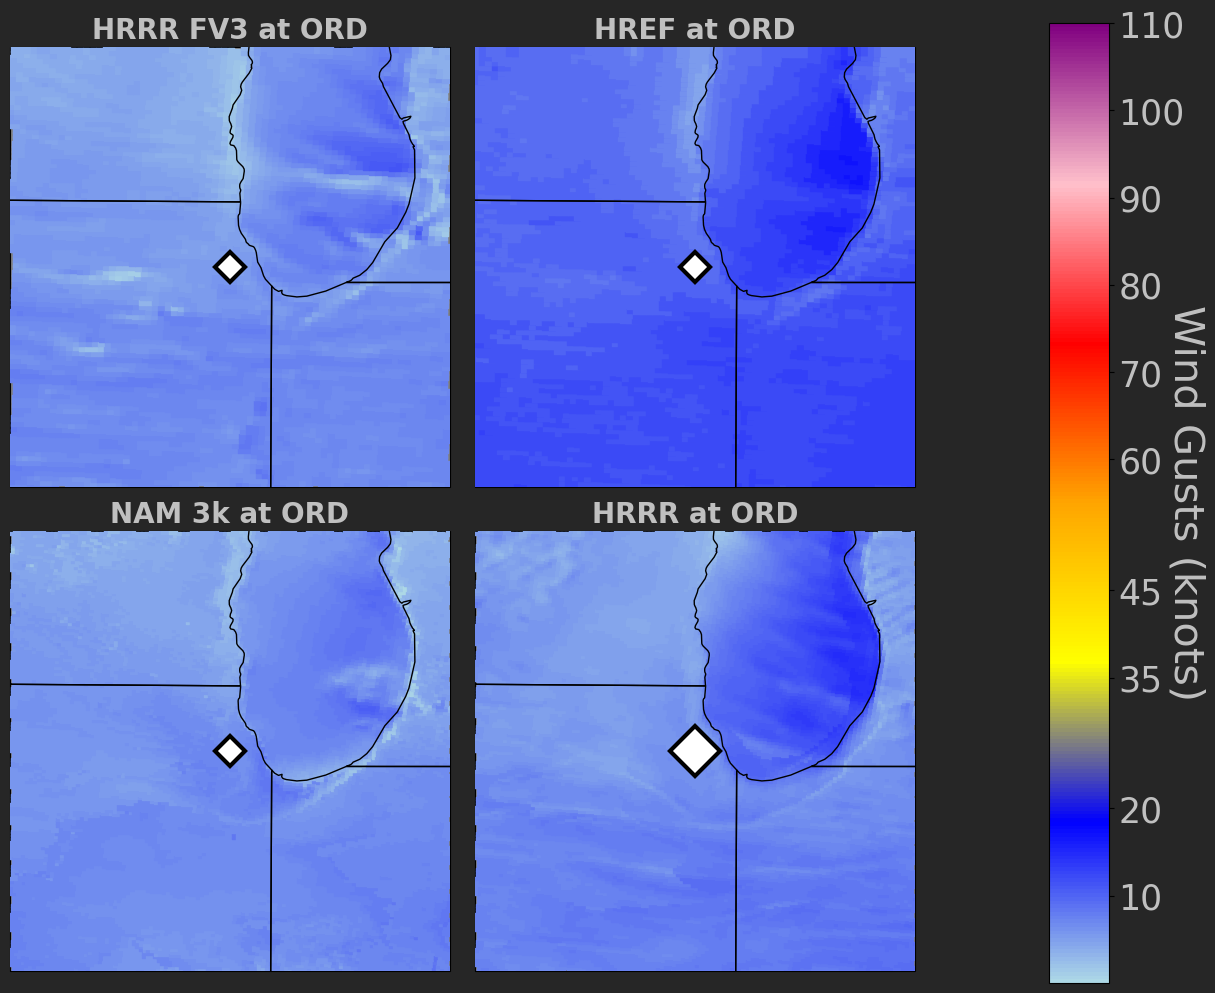 HRRR FV3 at ORD
HREF at ORD
NAM 3k at ORD
HRRR at ORD
110
100
90
80
70
60
45
35
20
10
Wind Gusts (knots)